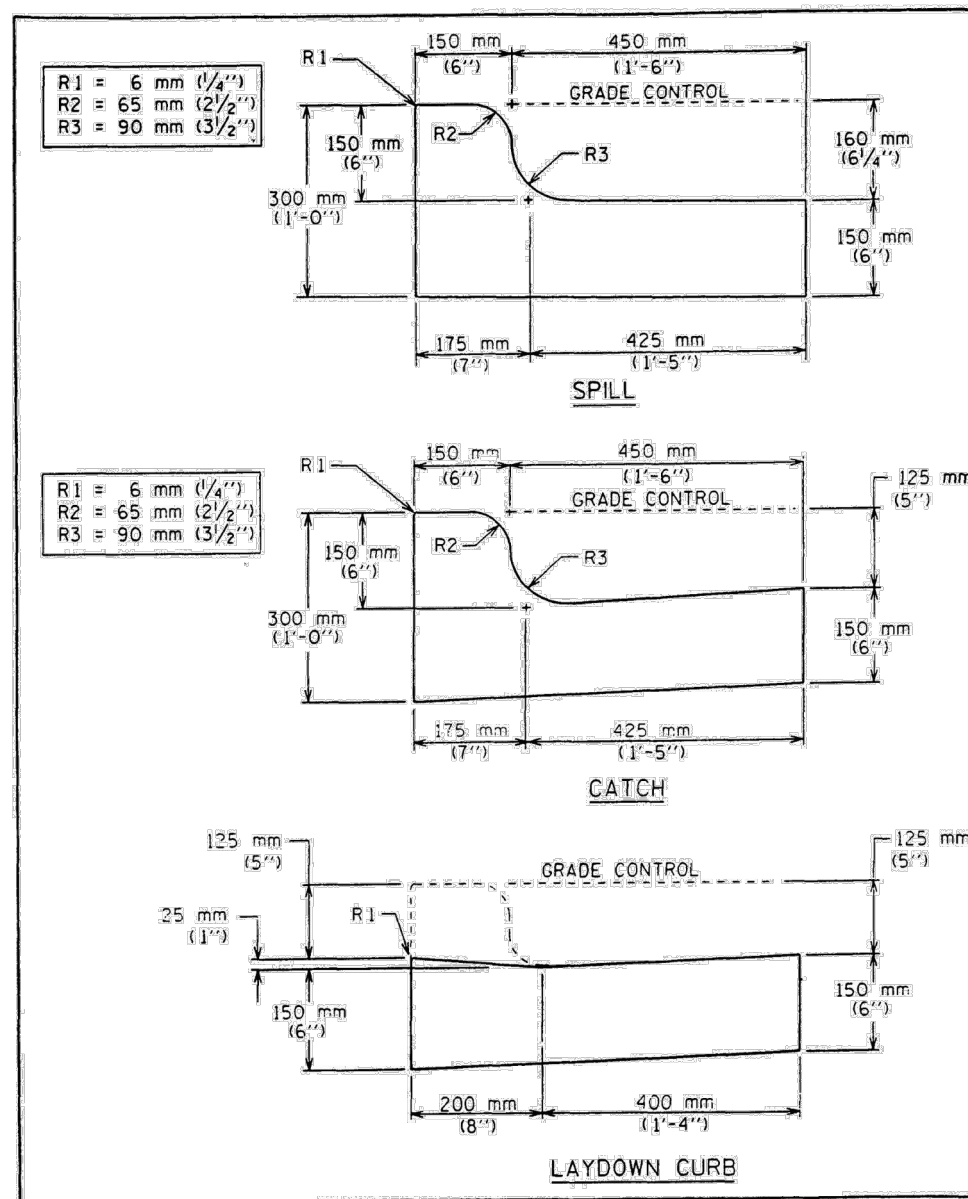 150 mm
(6")
450 mm
(1'-6")
R1
GRADE CONTROL
R1 = 6 mm (1/4")
R2 = 65 mm (2 1/2")
R3 = 90 mm (3 1/2")
R2
R3
150 mm
(6")
160 mm
(6 1/4")
300 mm
(1'-0")
150 mm
(6")
175 mm
(7")
425 mm
(1'-5")
SPILL
150 mm
(6")
450 mm
(1'-6")
125 mm
(5")
R1
GRADE CONTROL
R1 = 6 mm (1/4")
R2 = 65 mm (2 1/2")
R3 = 90 mm (3 1/2")
R2
R3
150 mm
(6")
300 mm
(1'-0")
150 mm
(6")
175 mm
(7")
425 mm
(1'-5")
CATCH
125 mm
(5")
125 mm
(5")
GRADE CONTROL
25 mm
(1")
R1
150 mm
(6")
150 mm
(6")
200 mm
(8")
400 mm
(1'-4")
LAYDOWN CURB